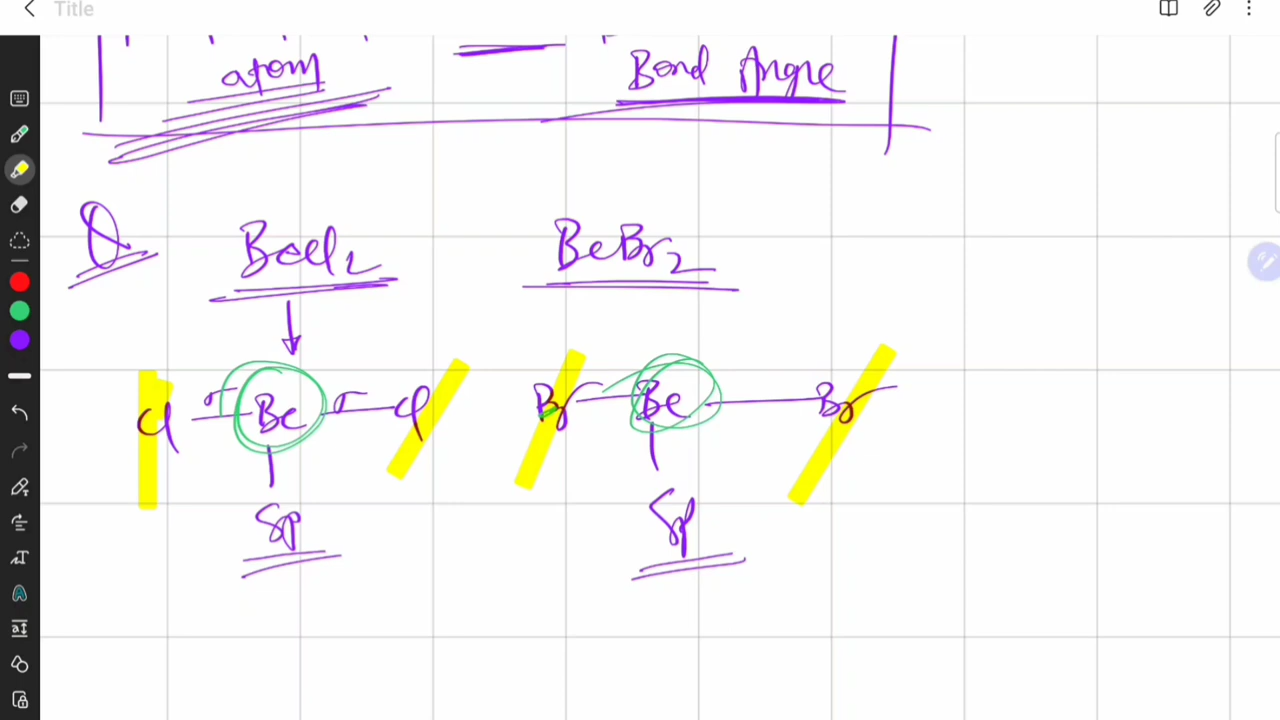 Title
atom Bond Angle
Q BeCl2 BeBr2
Cl σ Be σ Cl Br Be Br
Sp Sp